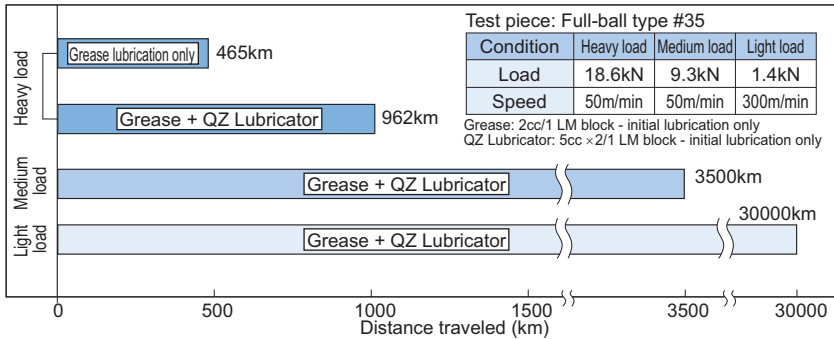 Test piece: Full-ball type #35
Condition Heavy load Medium load Light load
Load 18.6kN 9.3kN 1.4kN
Speed 50m/min 50m/min 300m/min
Grease: 2cc/1 LM block - initial lubrication only
QZ Lubricator: 5cc ×2/1 LM block - initial lubrication only
Heavy load
Grease lubrication only 465km
Grease + QZ Lubricator 962km
Medium
load
Grease + QZ Lubricator 3500km
Light
load
Grease + QZ Lubricator 30000km
0 500 1000 1500 3500 30000
Distance traveled (km)